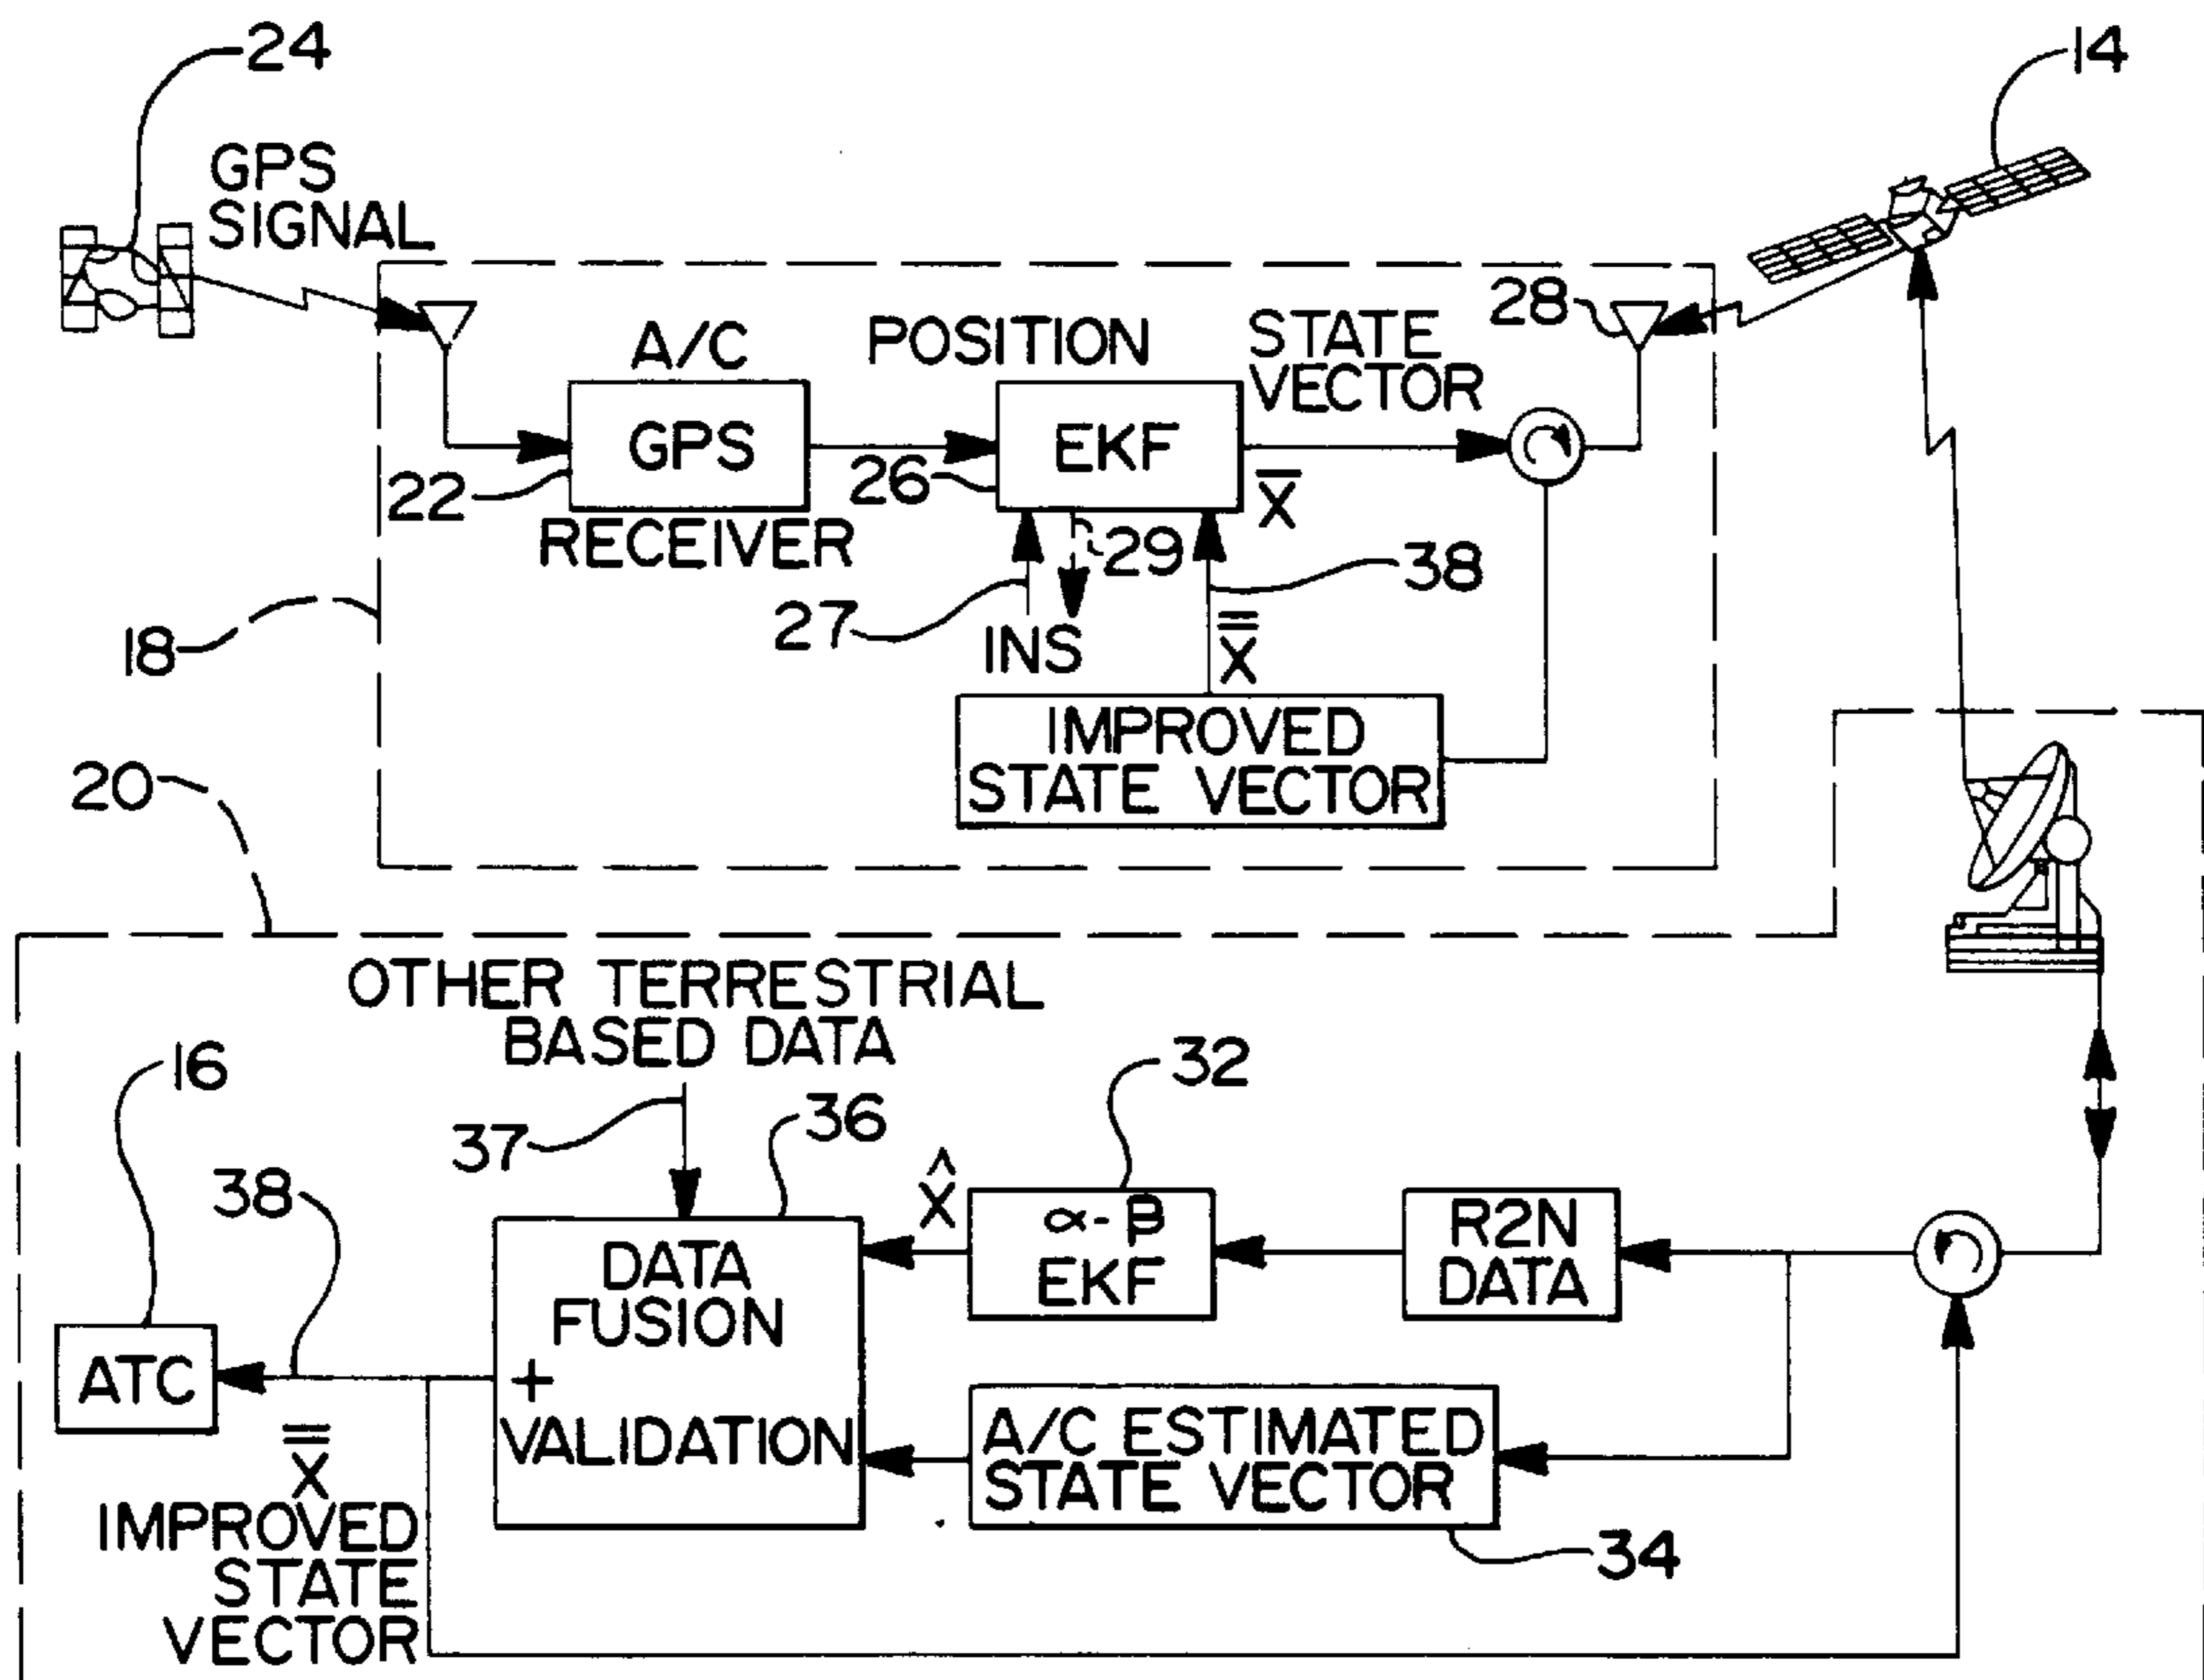 24
14
GPS
SIGNAL
28
A/C
POSITION
STATE
VECTOR
GPS
EKF
22
26
X̅
RECEIVER
29
38
27
INS
X̿
18
IMPROVED
STATE VECTOR
20
OTHER TERRESTRIAL
BASED DATA
16
32
37
36
38
X̂
α-β
EKF
R2N
DATA
DATA
FUSION
+
VALIDATION
ATC
A/C ESTIMATED
STATE VECTOR
X̿
IMPROVED
STATE
VECTOR
34